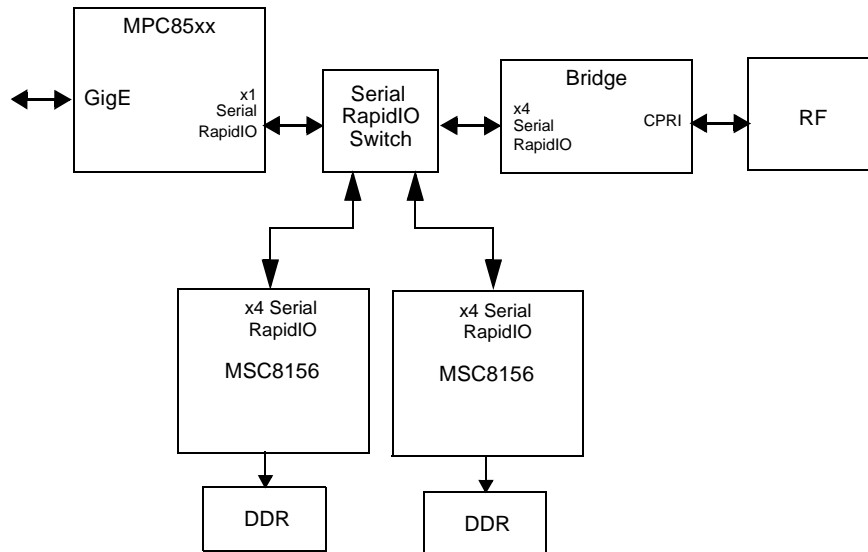 MPC85xx
GigE
x1
Serial
RapidIO
Serial
RapidIO
Switch
Bridge
x4
Serial
RapidIO
CPRI
RF
x4 Serial
RapidIO
MSC8156
x4 Serial
RapidIO
MSC8156
DDR
DDR